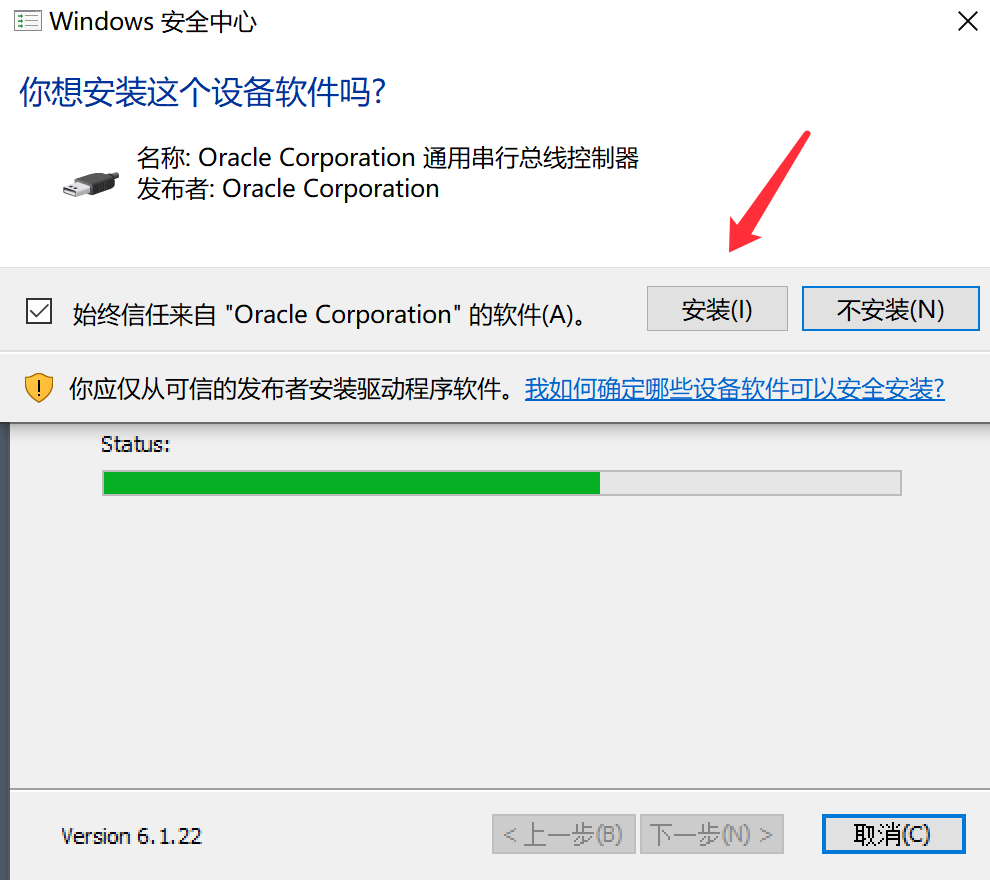 Windows 安全中心
你想安装这个设备软件吗?
名称: Oracle Corporation 通用串行总线控制器
发布者: Oracle Corporation
始终信任来自 "Oracle Corporation" 的软件(A)。
安装(I)
不安装(N)
你应仅从可信的发布者安装驱动程序软件。我如何确定哪些设备软件可以安全安装?
Status:
Version 6.1.22
< 上一步(B)
下一步(N) >
取消(C)